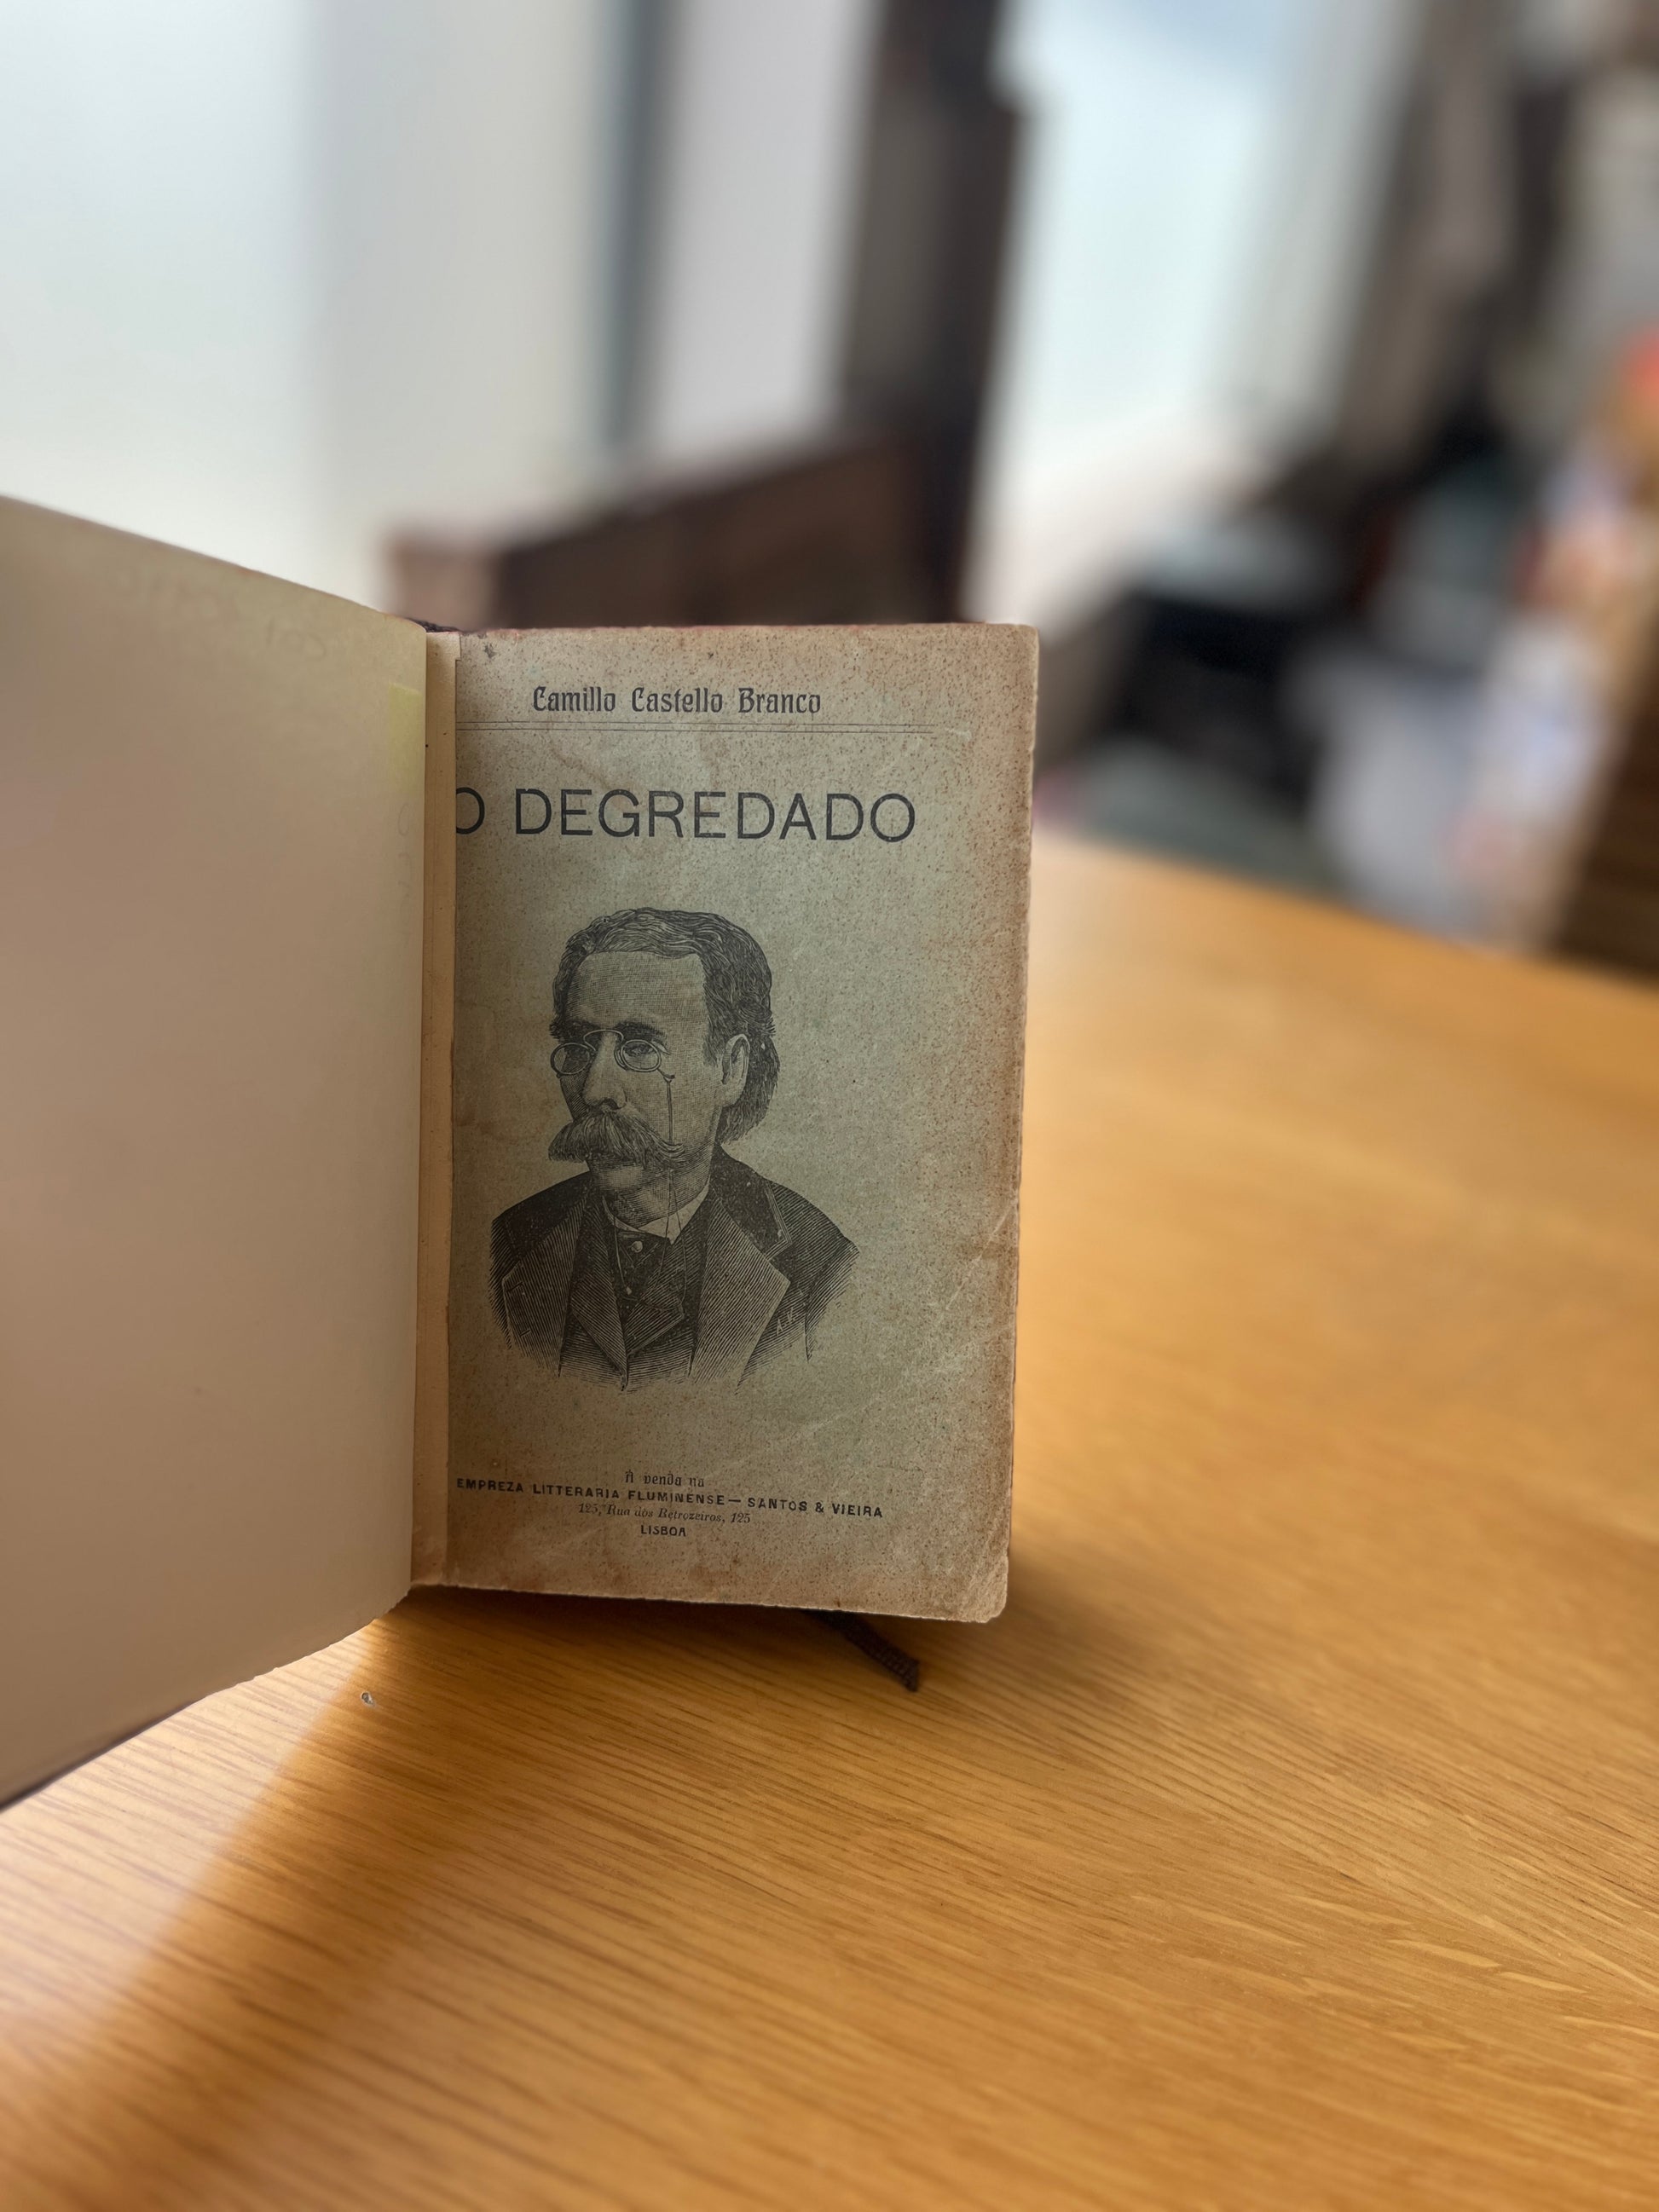 Camillo Castello Branco
O DEGREDADO
Á venda na
EMPREZA LITTERARIA FLUMINENSE — SANTOS & VIEIRA
125, Rua dos Retrozeiros, 125
LISBOA